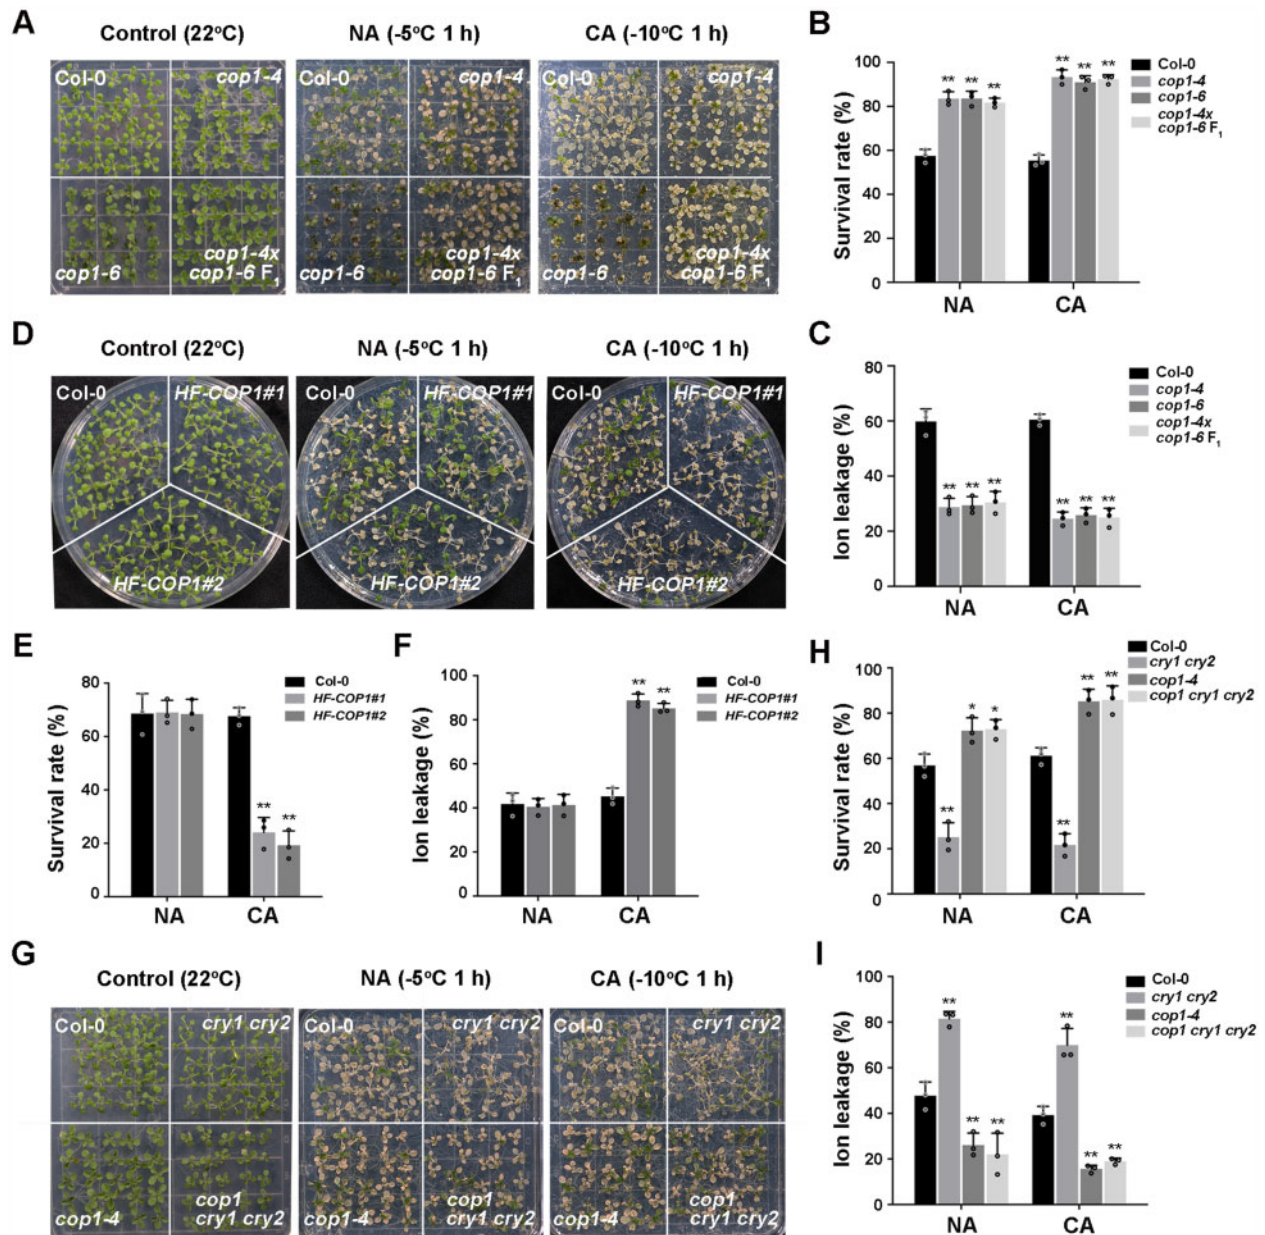 A
Control (22°C)
NA (-5°C 1 h)
CA (-10°C 1 h)
Col-0
cop1-4
cop1-6
cop1-4x
cop1-6 F1
Col-0
cop1-4
cop1-6
cop1-4x
cop1-6 F1
Col-0
cop1-4
cop1-6
cop1-4x
cop1-6 F1
B
Survival rate (%)
100
80
60
40
20
0
** ** **
** ** **
NA
CA
Col-0
cop1-4
cop1-6
cop1-4x
cop1-6 F1
D
Control (22°C)
NA (-5°C 1 h)
CA (-10°C 1 h)
Col-0
HF-COP1#1
HF-COP1#2
Col-0
HF-COP1#1
HF-COP1#2
Col-0
HF-COP1#1
HF-COP1#2
C
Ion leakage (%)
80
60
40
20
0
** ** **
** ** **
NA
CA
Col-0
cop1-4
cop1-6
cop1-4x
cop1-6 F1
E
Survival rate (%)
80
60
40
20
0
** **
NA
CA
Col-0
HF-COP1#1
HF-COP1#2
F
Ion leakage (%)
100
80
60
40
20
0
** **
NA
CA
Col-0
HF-COP1#1
HF-COP1#2
H
Survival rate (%)
100
80
60
40
20
0
** * *
** ** **
NA
CA
Col-0
cry1 cry2
cop1-4
cop1 cry1 cry2
G
Control (22°C)
NA (-5°C 1 h)
CA (-10°C 1 h)
Col-0
cry1 cry2
cop1-4
cop1
cry1 cry2
Col-0
cry1 cry2
cop1-4
cop1
cry1 cry2
Col-0
cry1 cry2
cop1-4
cop1
cry1 cry2
I
Ion leakage (%)
100
80
60
40
20
0
** ** **
** ** **
NA
CA
Col-0
cry1 cry2
cop1-4
cop1 cry1 cry2